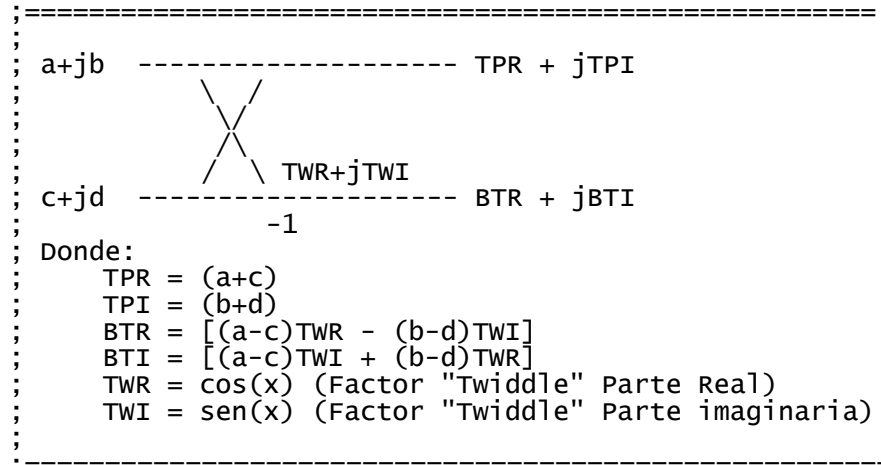 ;===================================================
;
; a+jb  -------------------- TPR + jTPI
;           \  /
;            \/
;            /\
;           /  \ TWR+jTWI
; c+jd  -------------------- BTR + jBTI
;               -1
; Donde:
;     TPR = (a+c)
;     TPI = (b+d)
;     BTR = [(a-c)TWR - (b-d)TWI]
;     BTI = [(a-c)TWI + (b-d)TWR]
;     TWR = cos(x) (Factor "Twiddle" Parte Real)
;     TWI = sen(x) (Factor "Twiddle" Parte imaginaria)
;
;---------------------------------------------------